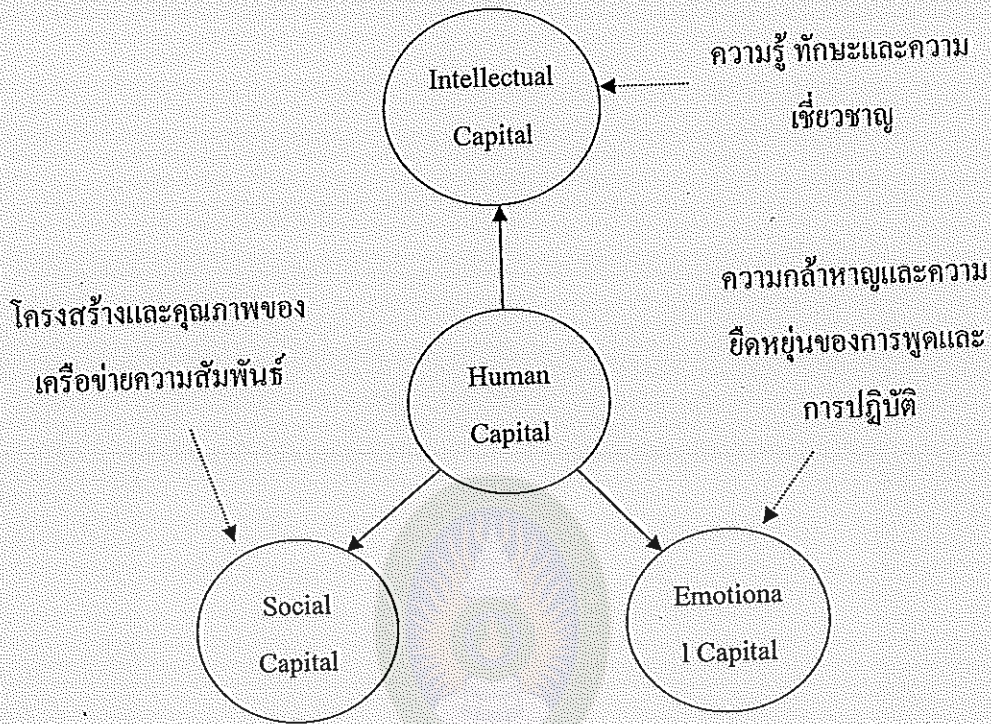 Intellectual
Capital
ความรู้ ทักษะและความ
เชี่ยวชาญ
โครงสร้างและคุณภาพของ
เครือข่ายความสัมพันธ์
Human
Capital
ความกล้าหาญและความ
ยืดหยุ่นของการพูดและ
การปฏิบัติ
Social
Capital
Emotiona
l Capital